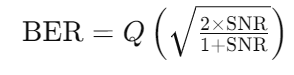 BER = Q(√(2×SNR / 1+SNR))